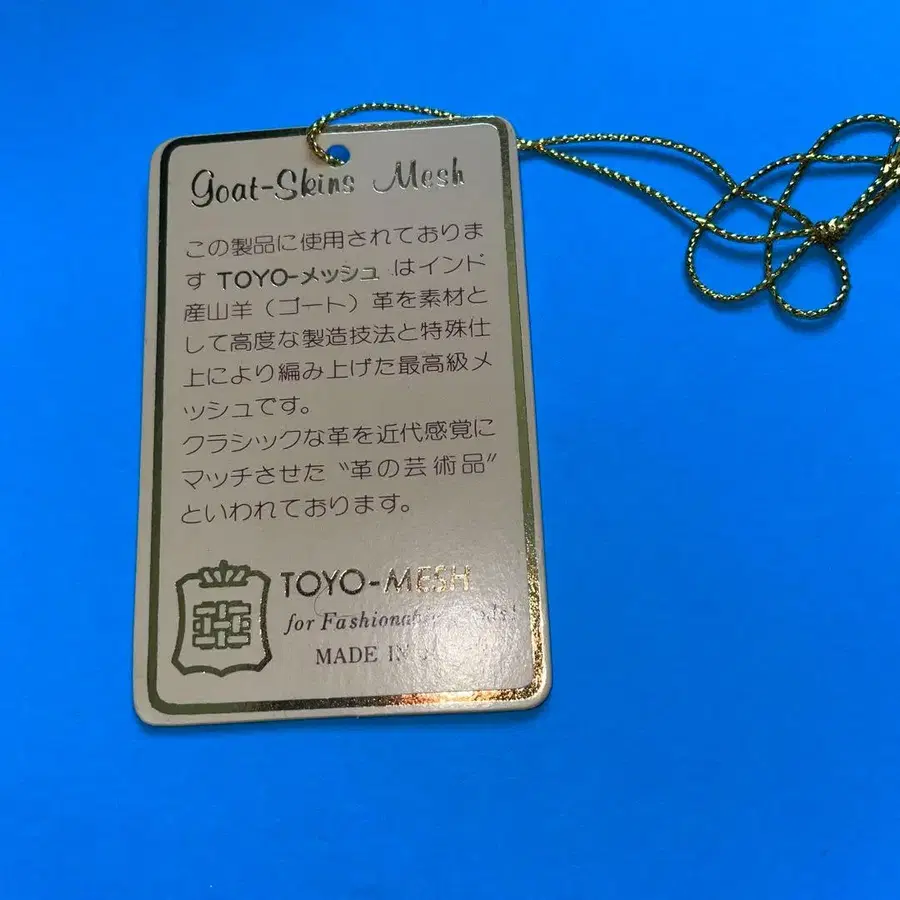 Goat-Skins Mesh
この製品に使用されておりま
す TOYO-メッシュ はインド
産山羊（ゴート）革を素材と
して高度な製造技法と特殊仕
上により編み上げた最高級メ
ッシュです。
クラシックな革を近代感覚に
マッチさせた〝革の芸術品〞
といわれております。
TOYO-MESH
for
MADE IN